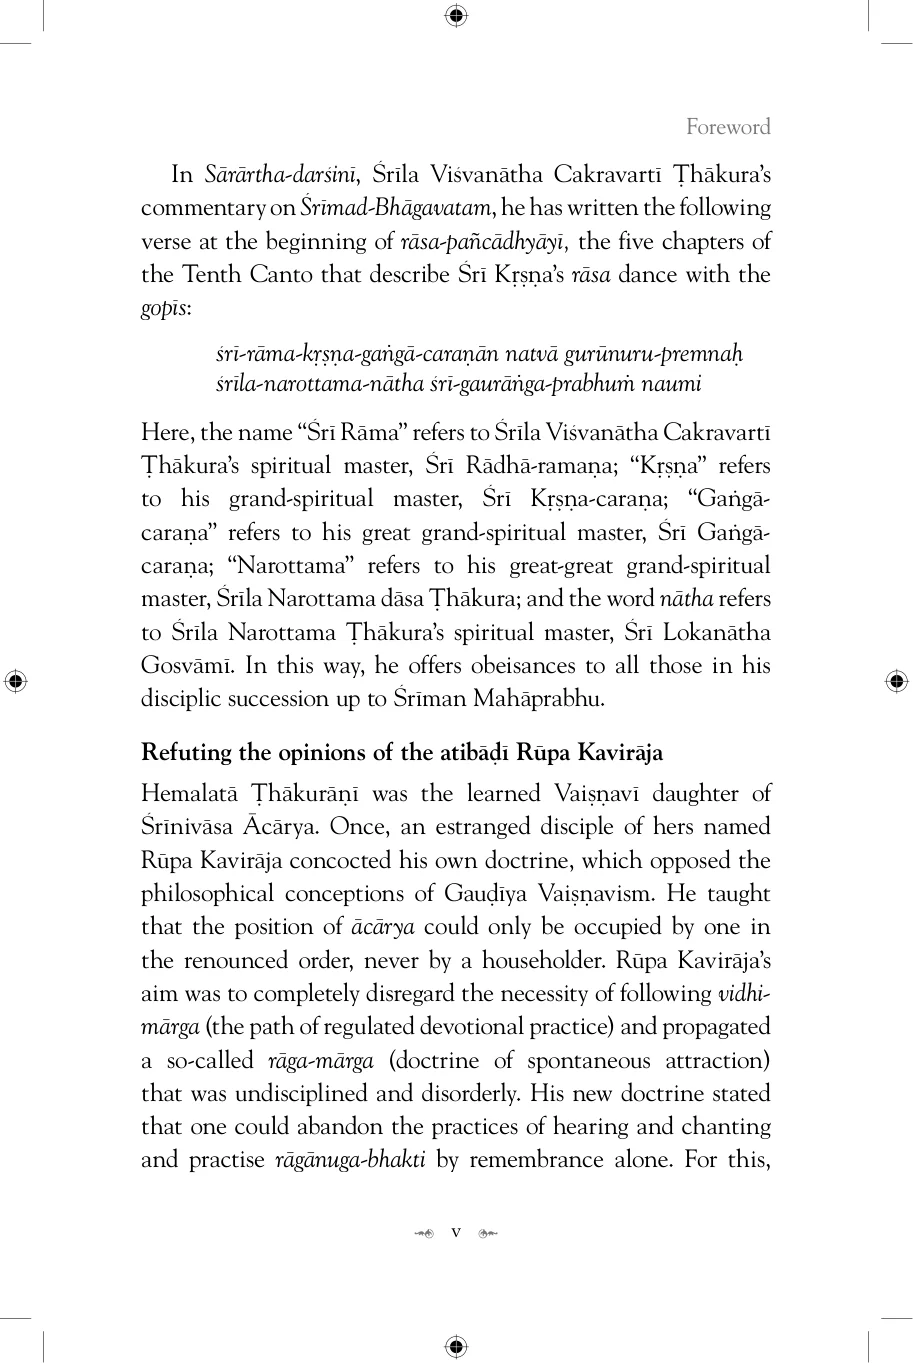 Foreword
In Sārārtha-darśinī, Śrīla Viśvanātha Cakravartī Ṭhākura’s
commentary on Śrīmad-Bhāgavatam, he has written the following
verse at the beginning of rāsa-pañcādhyāyī, the five chapters of
the Tenth Canto that describe Śrī Kṛṣṇa’s rāsa dance with the
gopīs:
śrī-rāma-kṛṣṇa-gaṅgā-caraṇān natvā gurūnuru-premnaḥ
śrīla-narottama-nātha śrī-gaurāṅga-prabhuṁ naumi
Here, the name “Śrī Rāma” refers to Śrīla Viśvanātha Cakravartī
Ṭhākura’s spiritual master, Śrī Rādhā-ramaṇa; “Kṛṣṇa” refers
to his grand-spiritual master, Śrī Kṛṣṇa-caraṇa; “Gaṅgā-
caraṇa” refers to his great grand-spiritual master, Śrī Gaṅgā-
caraṇa; “Narottama” refers to his great-great grand-spiritual
master, Śrīla Narottama dāsa Ṭhākura; and the word nātha refers
to Śrīla Narottama Ṭhākura’s spiritual master, Śrī Lokanātha
Gosvāmī. In this way, he offers obeisances to all those in his
disciplic succession up to Śrīman Mahāprabhu.
Refuting the opinions of the atibāḍī Rūpa Kavirāja
Hemalatā Ṭhākurāṇī was the learned Vaiṣṇavī daughter of
Śrīnivāsa Ācārya. Once, an estranged disciple of hers named
Rūpa Kavirāja concocted his own doctrine, which opposed the
philosophical conceptions of Gauḍīya Vaiṣṇavism. He taught
that the position of ācārya could only be occupied by one in
the renounced order, never by a householder. Rūpa Kavirāja’s
aim was to completely disregard the necessity of following vidhi-
mārga (the path of regulated devotional practice) and propagated
a so-called rāga-mārga (doctrine of spontaneous attraction)
that was undisciplined and disorderly. His new doctrine stated
that one could abandon the practices of hearing and chanting
and practise rāgānuga-bhakti by remembrance alone. For this,
v